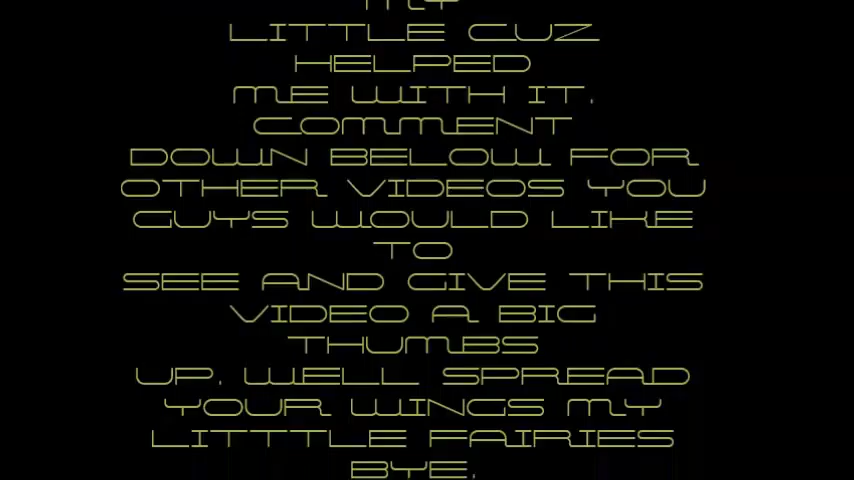 MY
LITTLE CUZ
HELPED
ME WITH IT.
COMMENT
DOWN BELOW FOR
OTHER VIDEOS YOU
GUYS WOULD LIKE
TO
SEE AND GIVE THIS
VIDEO A BIG
THUMBS
UP. WELL SPREAD
YOUR WINGS MY
LITTTLE FAIRIES
BYE.